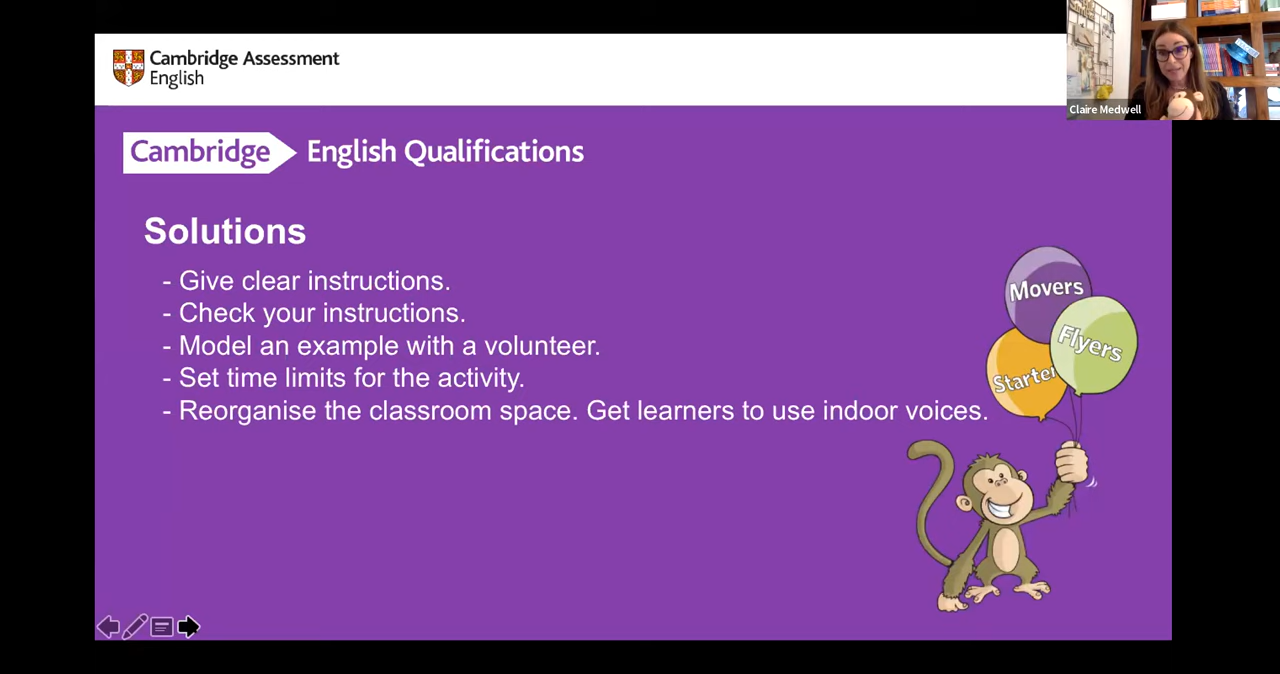 Cambridge Assessment
English
Claire Medwell
Cambridge English Qualifications
Solutions
- Give clear instructions.
- Check your instructions.
- Model an example with a volunteer.
- Set time limits for the activity.
- Reorganise the classroom space. Get learners to use indoor voices.
Movers
Flyers
Starter